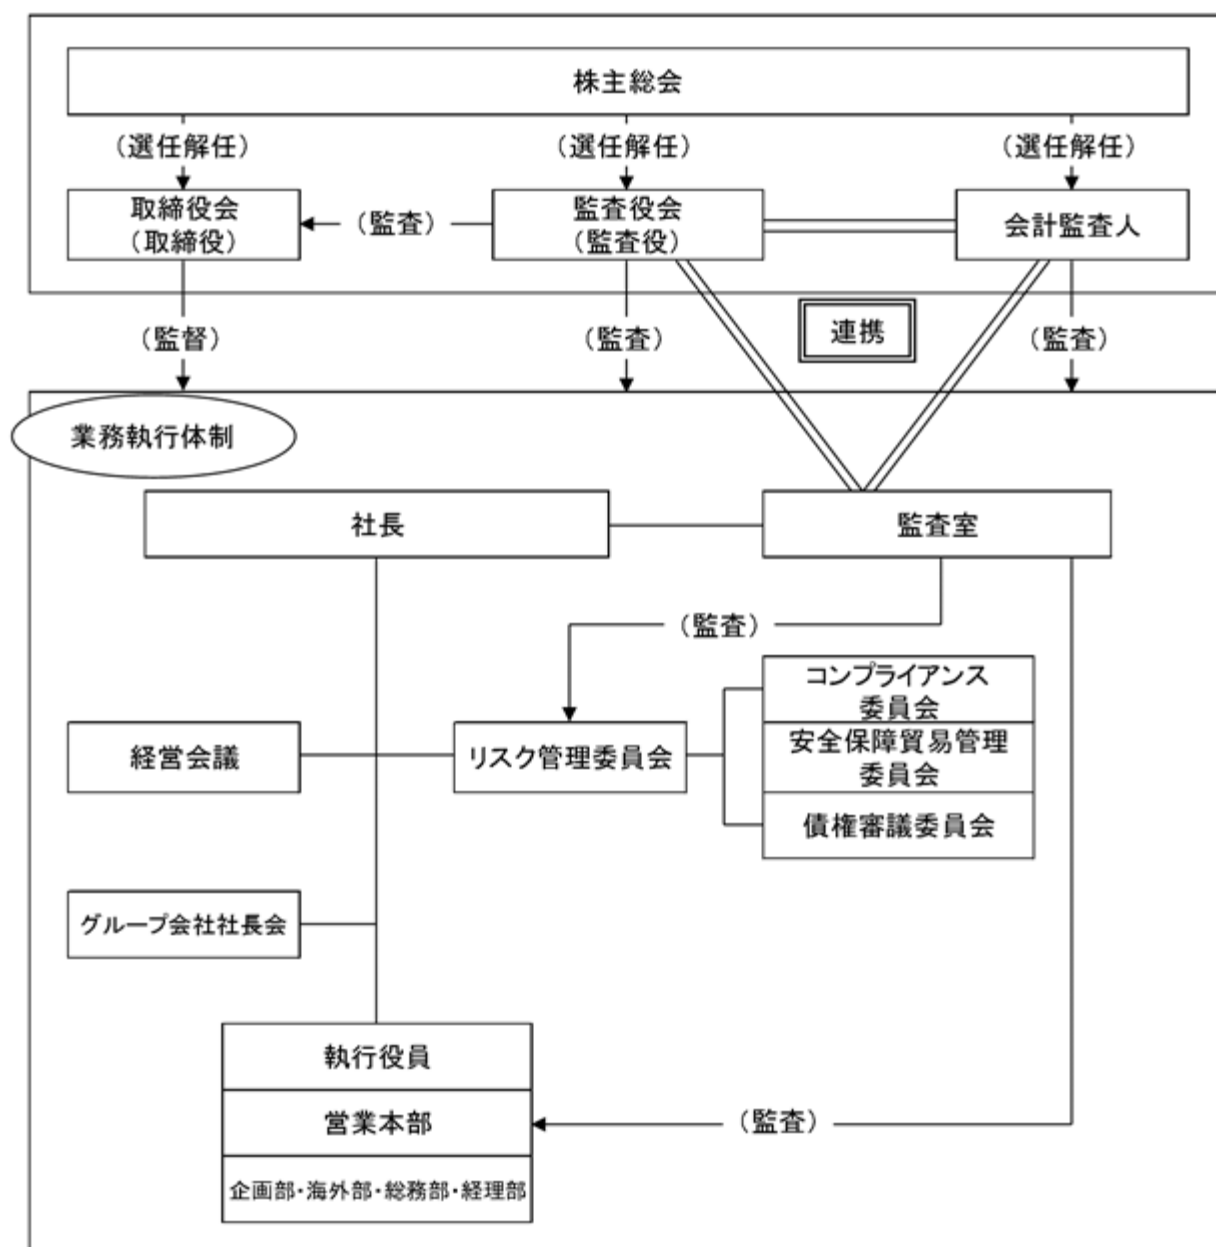 株主総会
（選任解任）
（選任解任）
（選任解任）
取締役会
（取締役）
（監査）
監査役会
（監査役）
会計監査人
（監督）
（監査）
連携
（監査）
業務執行体制
社長
監査室
（監査）
コンプライアンス
委員会
経営会議
リスク管理委員会
安全保障貿易管理
委員会
債権審議委員会
グループ会社社長会
執行役員
営業本部
（監査）
企画部・海外部・総務部・経理部